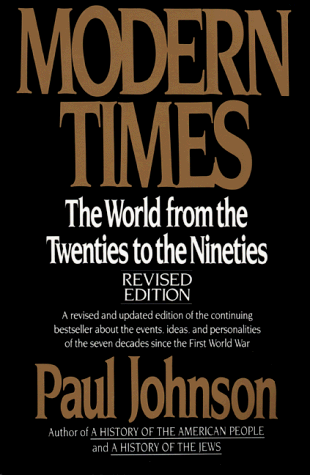 MODERN
TIMES
The World from the
Twenties to the Nineties
REVISED
EDITION
A revised and updated edition of the continuing
bestseller about the events, ideas, and personalities
of the seven decades since the First World War
Paul Johnson
Author of A HISTORY OF THE AMERICAN PEOPLE
and A HISTORY OF THE JEWS